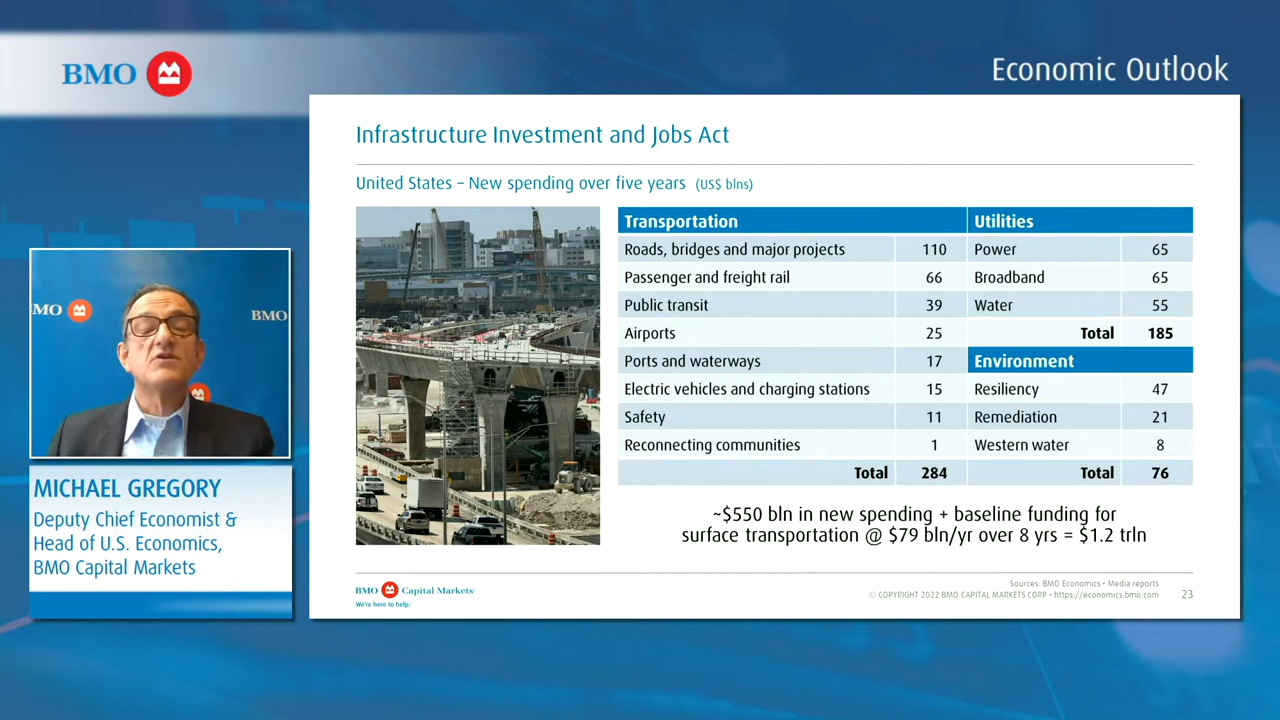 BMO
Economic Outlook
Infrastructure Investment and Jobs Act
United States – New spending over five years (US$ blns)
Transportation Utilities
Roads, bridges and major projects 110 Power 65
Passenger and freight rail 66 Broadband 65
Public transit 39 Water 55
Airports 25 Total 185
Ports and waterways 17 Environment
Electric vehicles and charging stations 15 Resiliency 47
Safety 11 Remediation 21
Reconnecting communities 1 Western water 8
Total 284 Total 76
~$550 bln in new spending + baseline funding for
surface transportation @ $79 bln/yr over 8 yrs = $1.2 trln
MO
BMO
MICHAEL GREGORY
Deputy Chief Economist &
Head of U.S. Economics,
BMO Capital Markets
BMO Capital Markets
We're here to help.
Sources: BMO Economics • Media reports
© COPYRIGHT 2022 BMO CAPITAL MARKETS CORP • https://economics.bmo.com 23